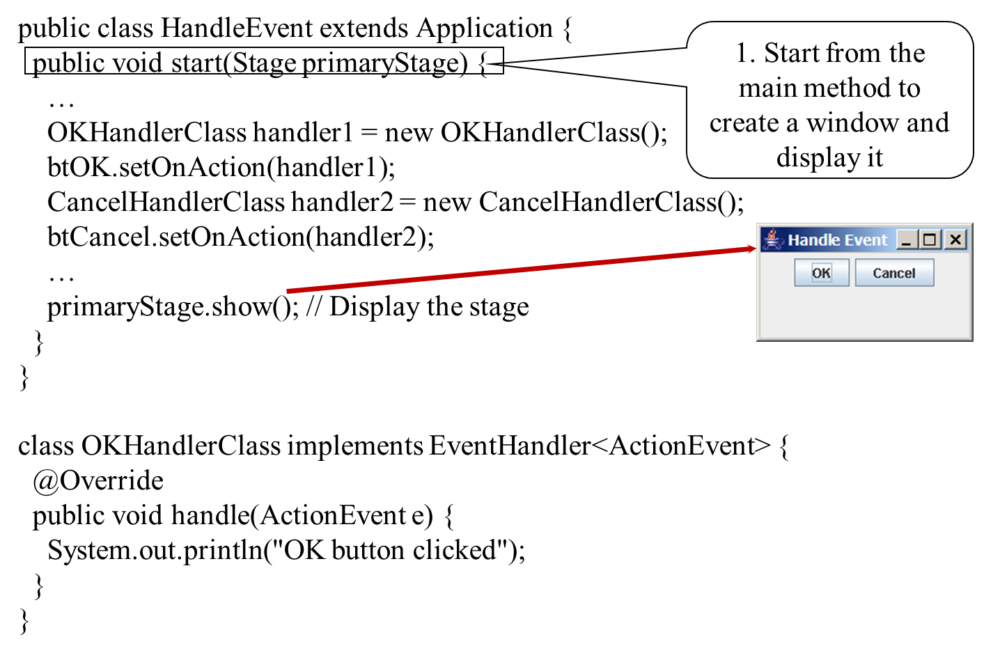 public class HandleEvent extends Application {
public void start(Stage primaryStage) {
…
OKHandlerClass handler1 = new OKHandlerClass();
btOK.setOnAction(handler1);
CancelHandlerClass handler2 = new CancelHandlerClass();
btCancel.setOnAction(handler2);
…
primaryStage.show(); // Display the stage
}
}
1. Start from the
main method to
create a window and
display it
Handle Event
OK Cancel
class OKHandlerClass implements EventHandler<ActionEvent> {
@Override
public void handle(ActionEvent e) {
System.out.println("OK button clicked");
}
}